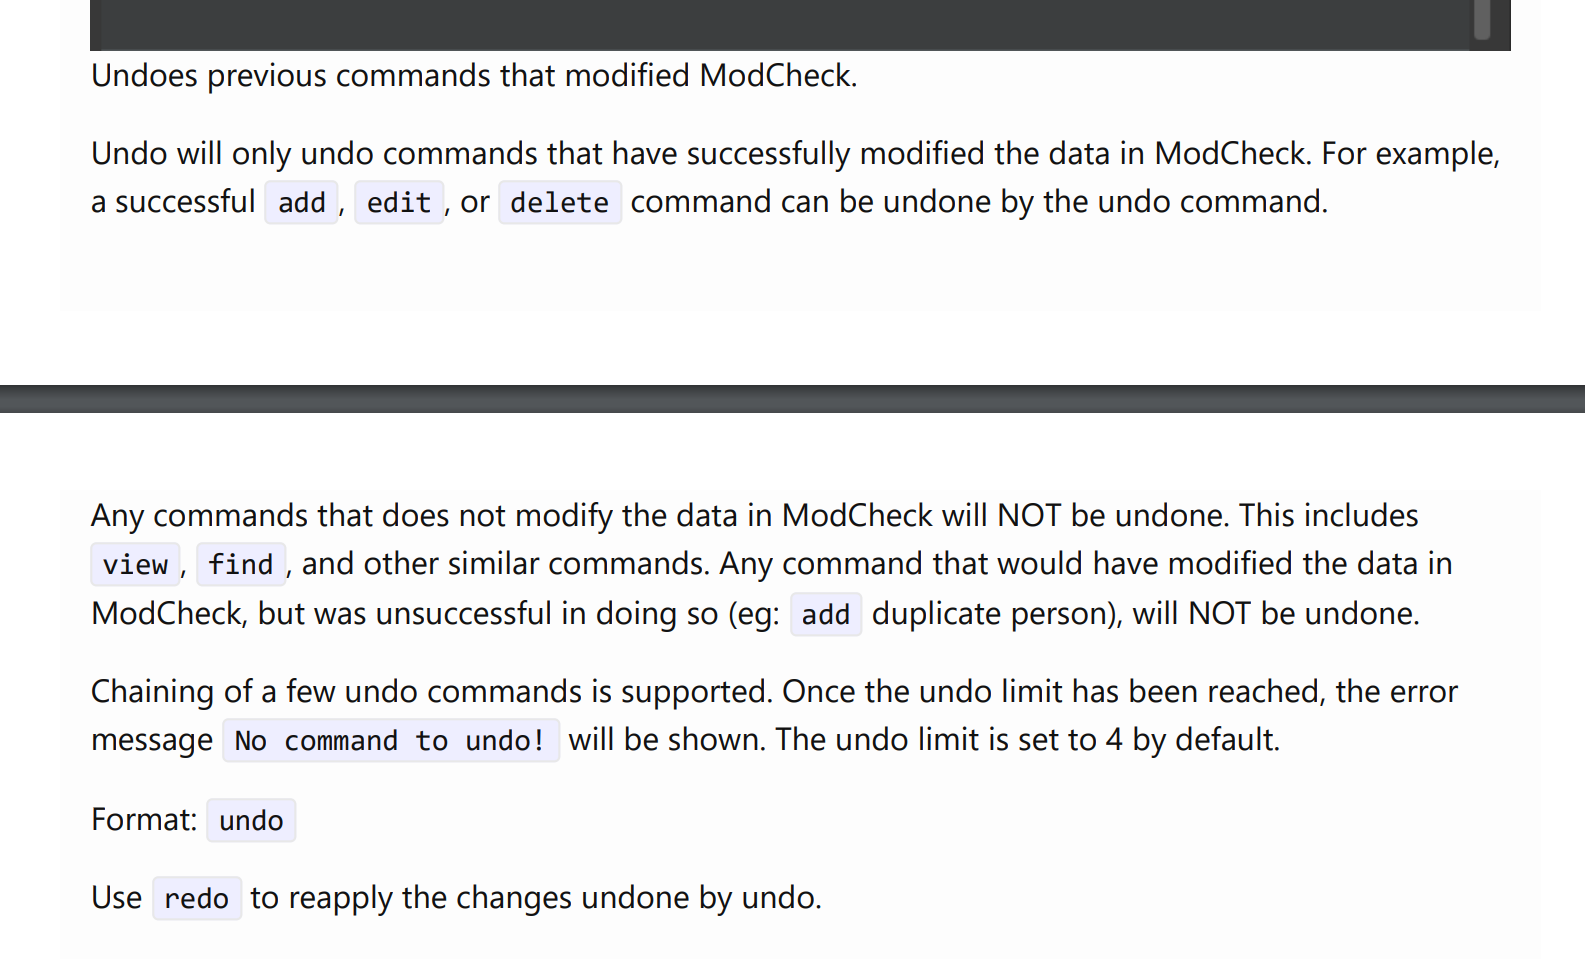 Undoes previous commands that modified ModCheck.
Undo will only undo commands that have successfully modified the data in ModCheck. For example,
a successful add, edit, or delete command can be undone by the undo command.
Any commands that does not modify the data in ModCheck will NOT be undone. This includes
view, find, and other similar commands. Any command that would have modified the data in
ModCheck, but was unsuccessful in doing so (eg: add duplicate person), will NOT be undone.
Chaining of a few undo commands is supported. Once the undo limit has been reached, the error
message No command to undo! will be shown. The undo limit is set to 4 by default.
Format: undo
Use redo to reapply the changes undone by undo.